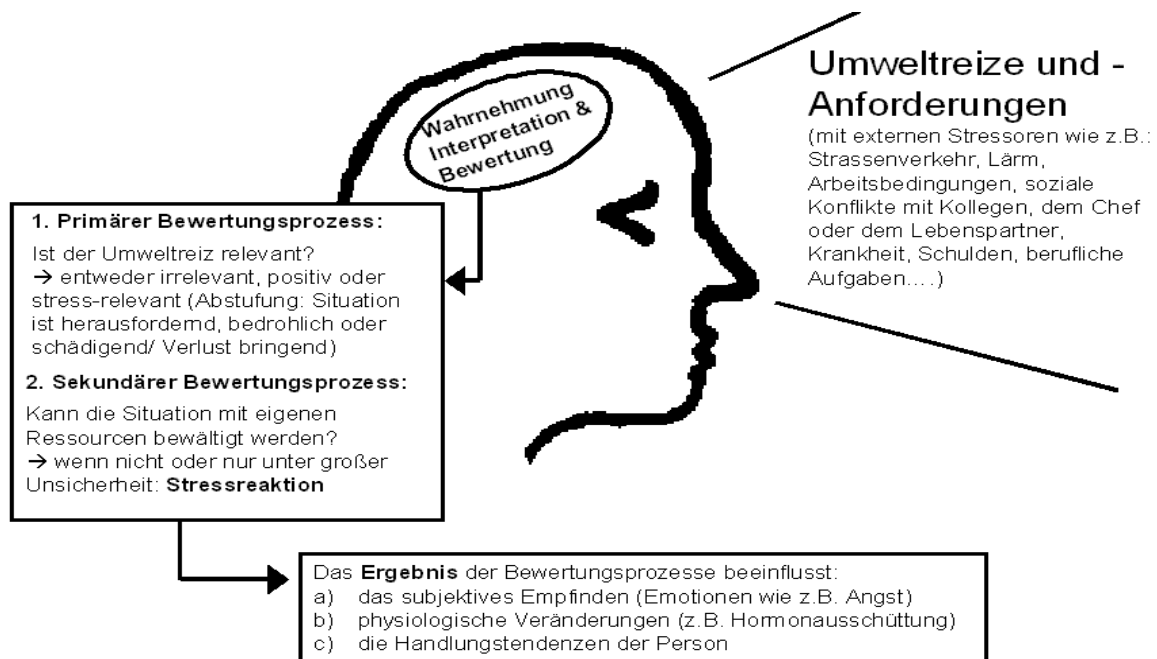 Umweltreize und -
Anforderungen
(mit externen Stressoren wie z.B.:
Strassenverkehr, Lärm,
Arbeitsbedingungen, soziale
Konflikte mit Kollegen, dem Chef
oder dem Lebenspartner,
Krankheit, Schulden, berufliche
Aufgaben....)
Wahrnehmung
Interpretation &
Bewertung
1. Primärer Bewertungsprozess:
Ist der Umweltreiz relevant?
→ entweder irrelevant, positiv oder
stress-relevant (Abstufung: Situation
ist herausfordernd, bedrohlich oder
schädigend/ Verlust bringend)
2. Sekundärer Bewertungsprozess:
Kann die Situation mit eigenen
Ressourcen bewältigt werden?
→ wenn nicht oder nur unter großer
Unsicherheit: Stressreaktion
Das Ergebnis der Bewertungsprozesse beeinflusst:
a) das subjektives Empfinden (Emotionen wie z.B. Angst)
b) physiologische Veränderungen (z.B. Hormonausschüttung)
c) die Handlungstendenzen der Person